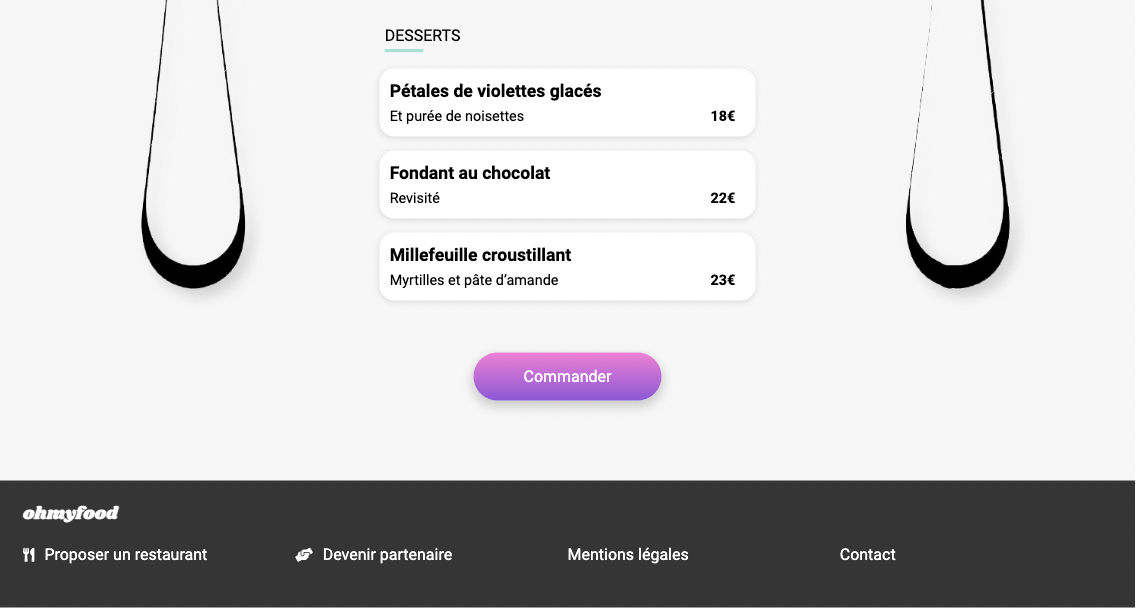 DESSERTS
Pétales de violettes glacés
Et purée de noisettes 18€
Fondant au chocolat
Revisité 22€
Millefeuille croustillant
Myrtilles et pâte d’amande 23€
Commander
ohmyfood
Proposer un restaurant Devenir partenaire Mentions légales Contact